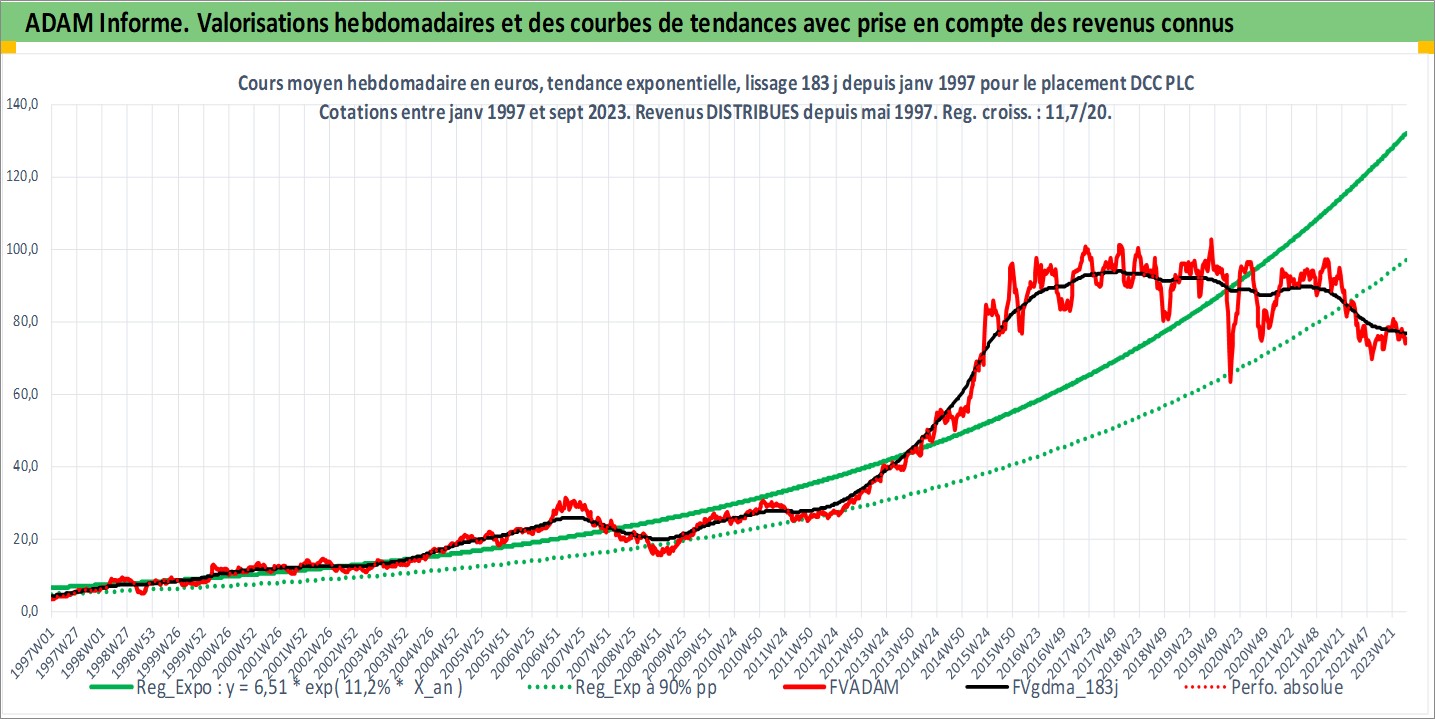 ADAM Informe. Valorisations hebdomadaires et des courbes de tendances avec prise en compte des revenus connus
Cours moyen hebdomadaire en euros, tendance exponentielle, lissage 183 j depuis janv 1997 pour le placement DCC PLC
Cotations entre janv 1997 et sept 2023. Revenus DISTRIBUES depuis mai 1997. Reg. croiss. : 11,7/20.
140,0
120,0
100,0
80,0
60,0
40,0
20,0
0,0
1997W01 1997W27 1998W01 1998W27 1998W53 1999W26 1999W52 2000W26 2000W52 2001W26 2001W52 2002W26 2002W52 2003W26 2003W52 2004W26 2004W52 2005W25 2005W51 2006W25 2006W51 2007W25 2007W51 2008W25 2008W51 2009W25 2009W51 2010W24 2010W50 2011W24 2011W50 2012W24 2012W50 2013W24 2013W50 2014W24 2014W50 2015W24 2015W50 2016W23 2016W49 2017W23 2017W49 2018W23 2018W49 2019W23 2019W49 2020W23 2020W49 2021W22 2021W48 2022W21 2022W47 2023W21
Reg_Expo : y = 6,51 * exp( 11,2% * X_an ) Reg_Exp à 90% pp FVADAM FVgdma_183j Perfo. absolue